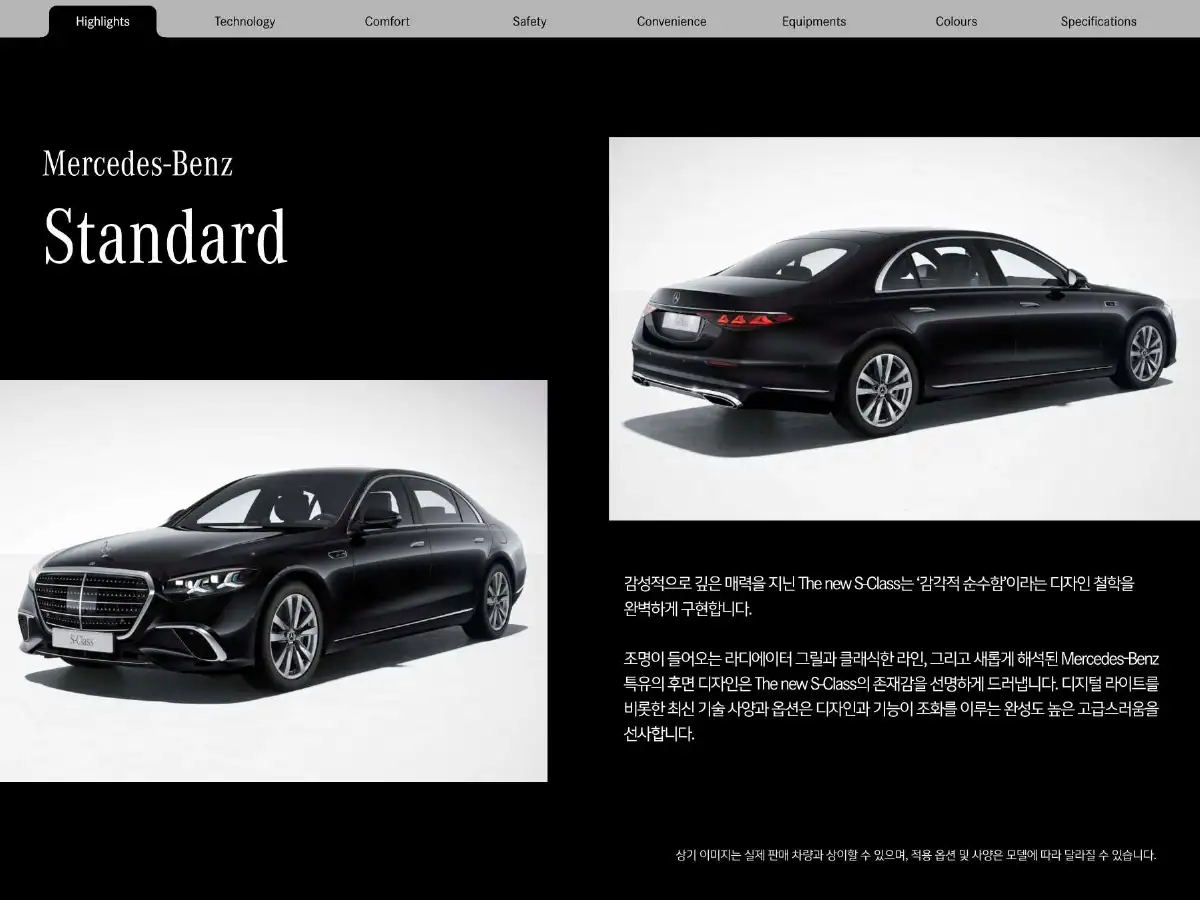 Highlights
Technology
Comfort
Safety
Convenience
Equipments
Colours
Specifications
Mercedes-Benz
Standard
S-Class
감성적으로 깊은 매력을 지닌 The new S-Class는 ‘감각적 순수함’이라는 디자인 철학을
완벽하게 구현합니다.
조명이 들어오는 라디에이터 그릴과 클래식한 라인, 그리고 새롭게 해석된 Mercedes-Benz
특유의 후면 디자인은 The new S-Class의 존재감을 선명하게 드러냅니다. 디지털 라이트를
비롯한 최신 기술 사양과 옵션은 디자인과 기능이 조화를 이루는 완성도 높은 고급스러움을
선사합니다.
상기 이미지는 실제 판매 차량과 상이할 수 있으며, 적용 옵션 및 사양은 모델에 따라 달라질 수 있습니다.